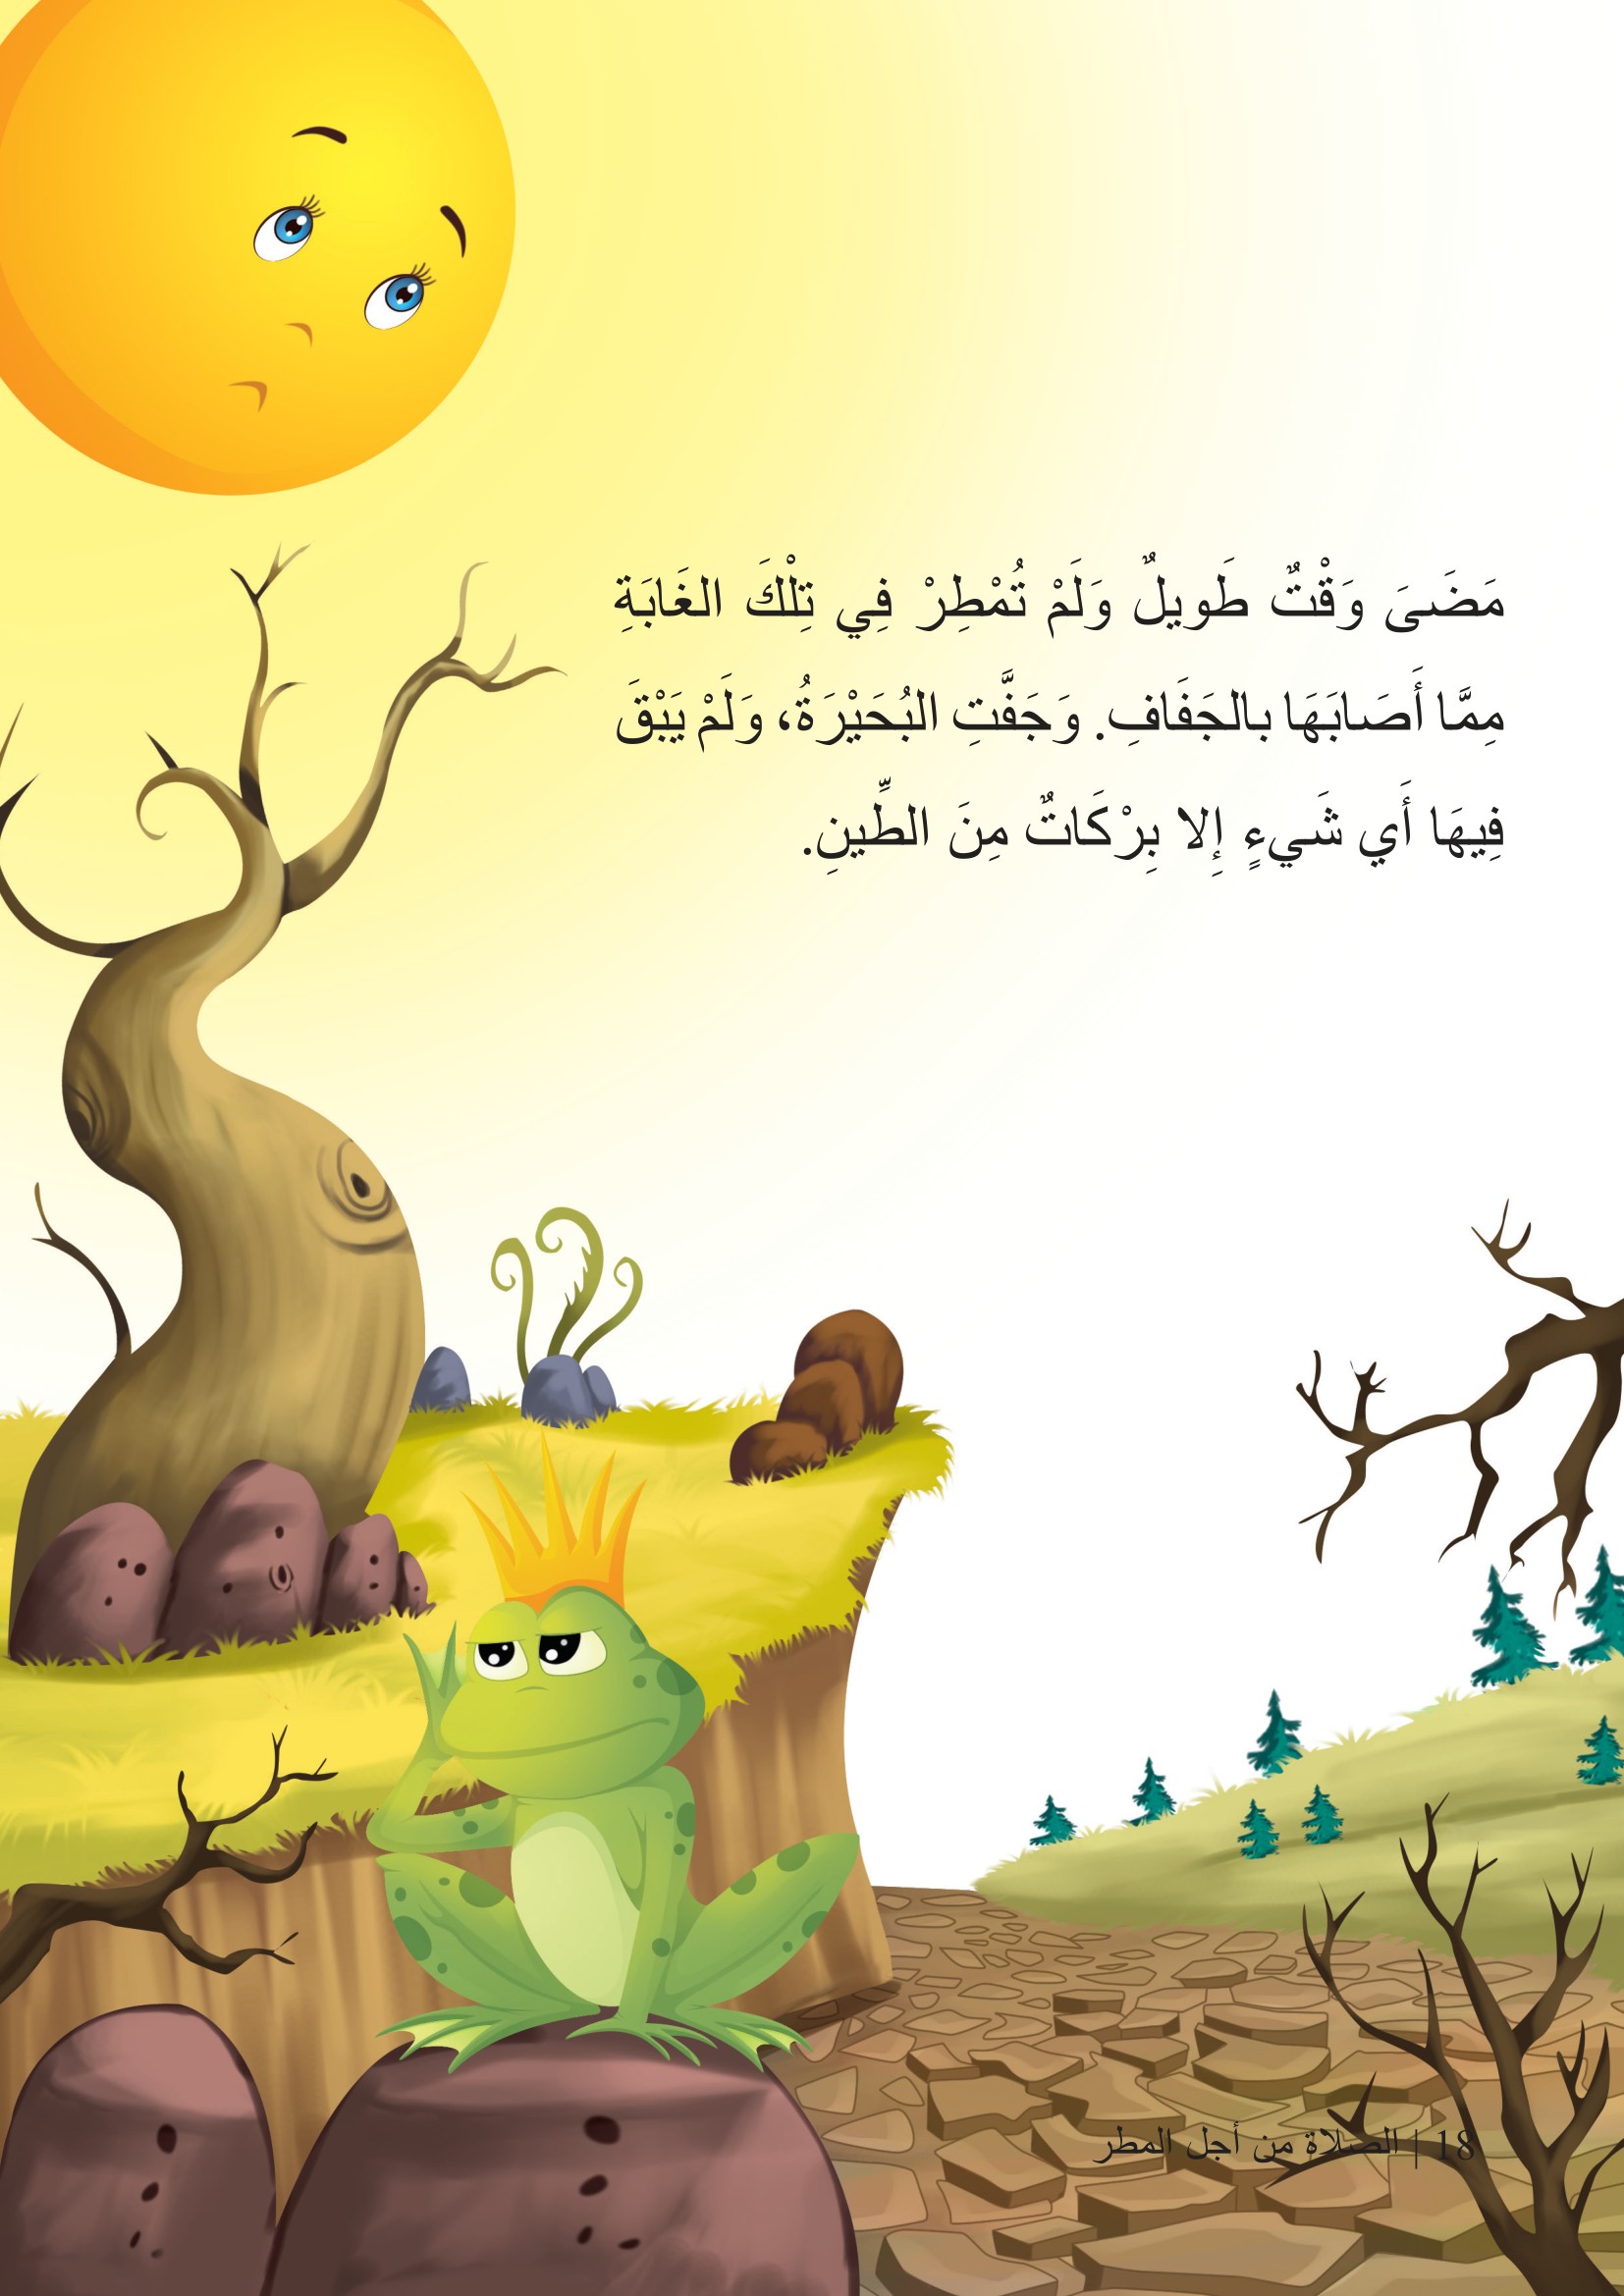 مَضَىَ وَقْتٌ طَويلٌ وَلَمْ تُمْطِرْ فِي تِلْكَ الغَابَةِ
مِمَّا أَصَابَهَا بالجَفَافِ. وَجَفَّتِ البُحَيْرَةُ، وَلَمْ يَبْقَ
فِيهَا أَي شَيءٍ إِلا بِرْكَاتٌ مِنَ الطِّينِ.
18 | الصلاة من أجل المطر